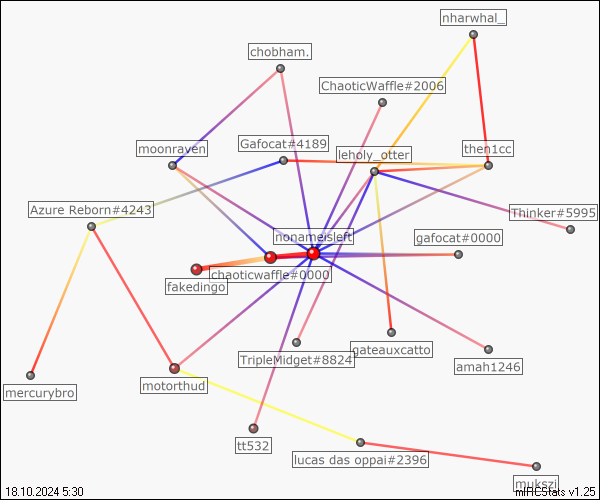 nharwhal_
chobham.
ChaoticWaffle#2006
Gafocat#4189
moonraven
leholy_otter
then1cc
Azure Reborn#4243
Thinker#5995
nonameisleft
gafocat#0000
chaoticwaffle#0000
fakedingo
gateauxcatto
TripleMidget#8824
amah1246
motorthud
mercurybro
tt532
lucas das oppai#2396
mukszi
18.10.2024 5:30
mIRCStats v1.25